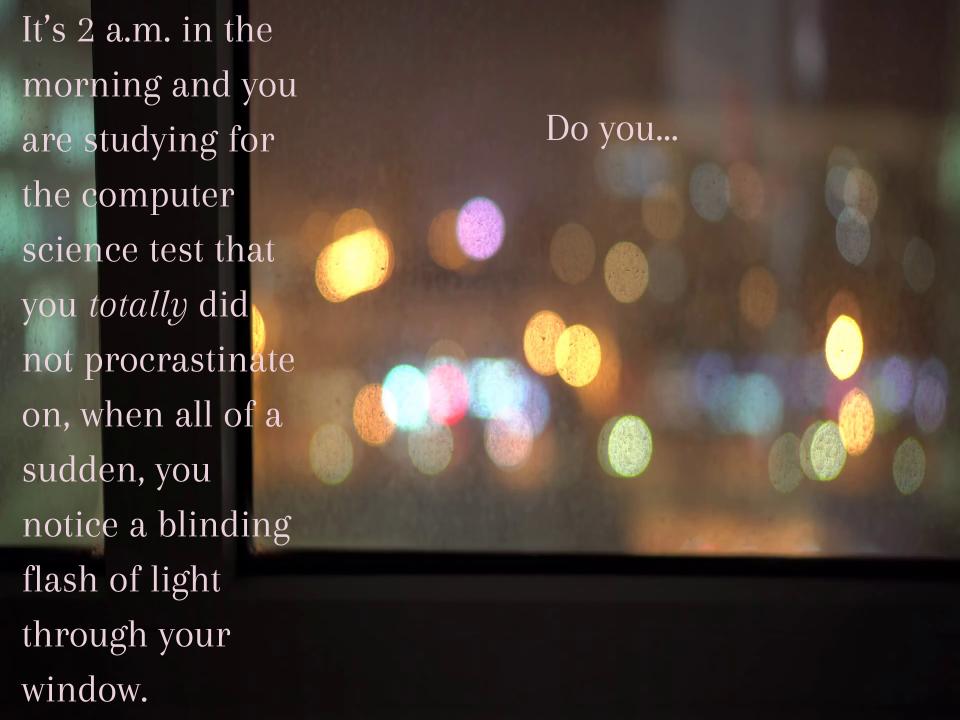 It’s 2 a.m. in the
morning and you
are studying for
the computer
science test that
you totally did
not procrastinate
on, when all of a
sudden, you
notice a blinding
flash of light
through your
window.
Do you...